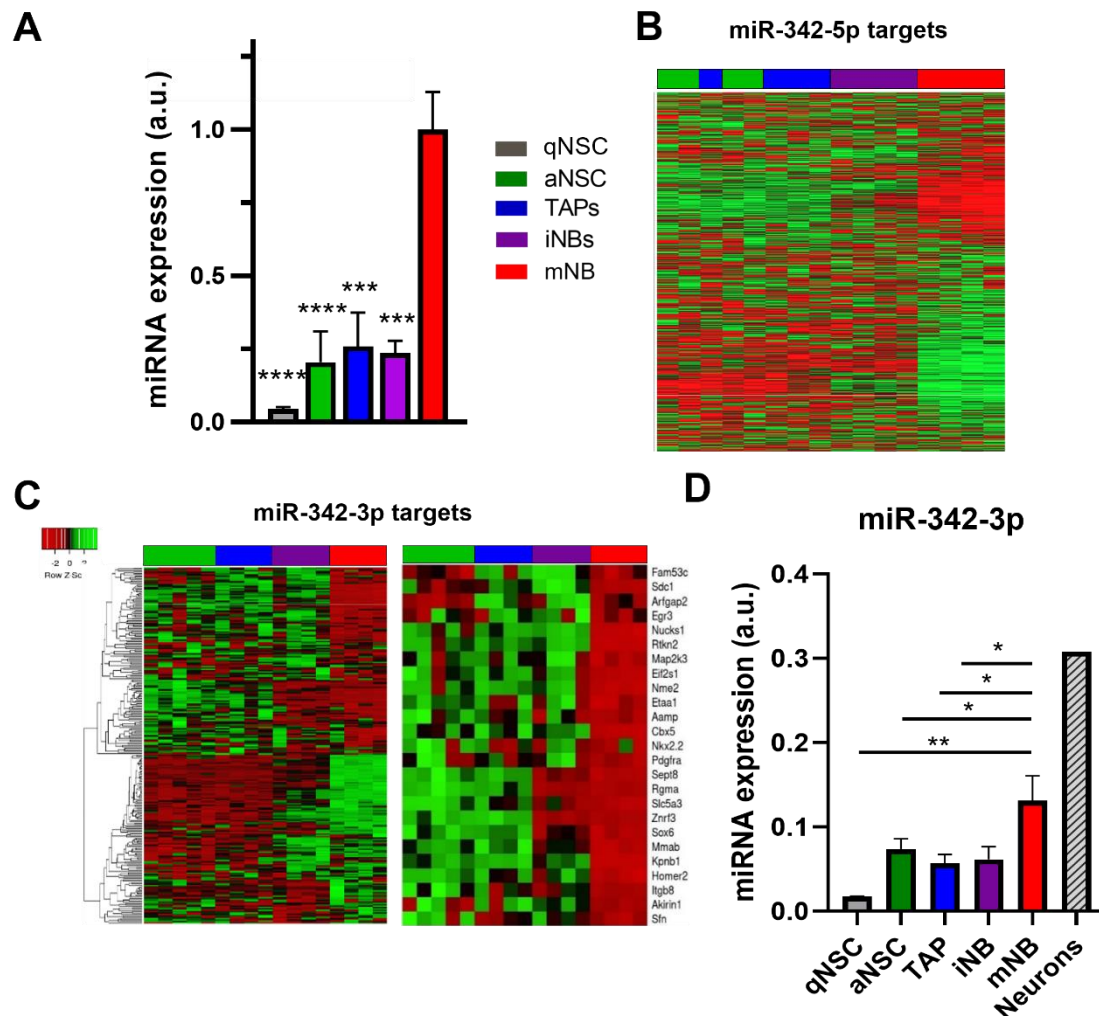 A
miRNA expression (a.u.)
1.0
0.5
0.0
****
****
***
***
qNSC
aNSC
TAPs
iNBs
mNB
B
miR-342-5p targets
C
miR-342-3p targets
-2 0
Row Z Sc
Fam53c
Sdc1
Arfgap2
Egr3
Nucks1
Rtkn2
Map2k3
Eif2s1
Nme2
Etaa1
Aamp
Cbx5
Nkx2.2
Pdgfra
Sept8
Rgma
Slc5a3
Znrf3
Sox6
Mmab
Kpnb1
Homer2
Itgb8
Akirin1
Sfn
D
miR-342-3p
miRNA expression (a.u.)
0.4
0.3
0.2
0.1
0.0
*
*
*
**
qNSC
aNSC
TAP
iNB
mNB
Neurons